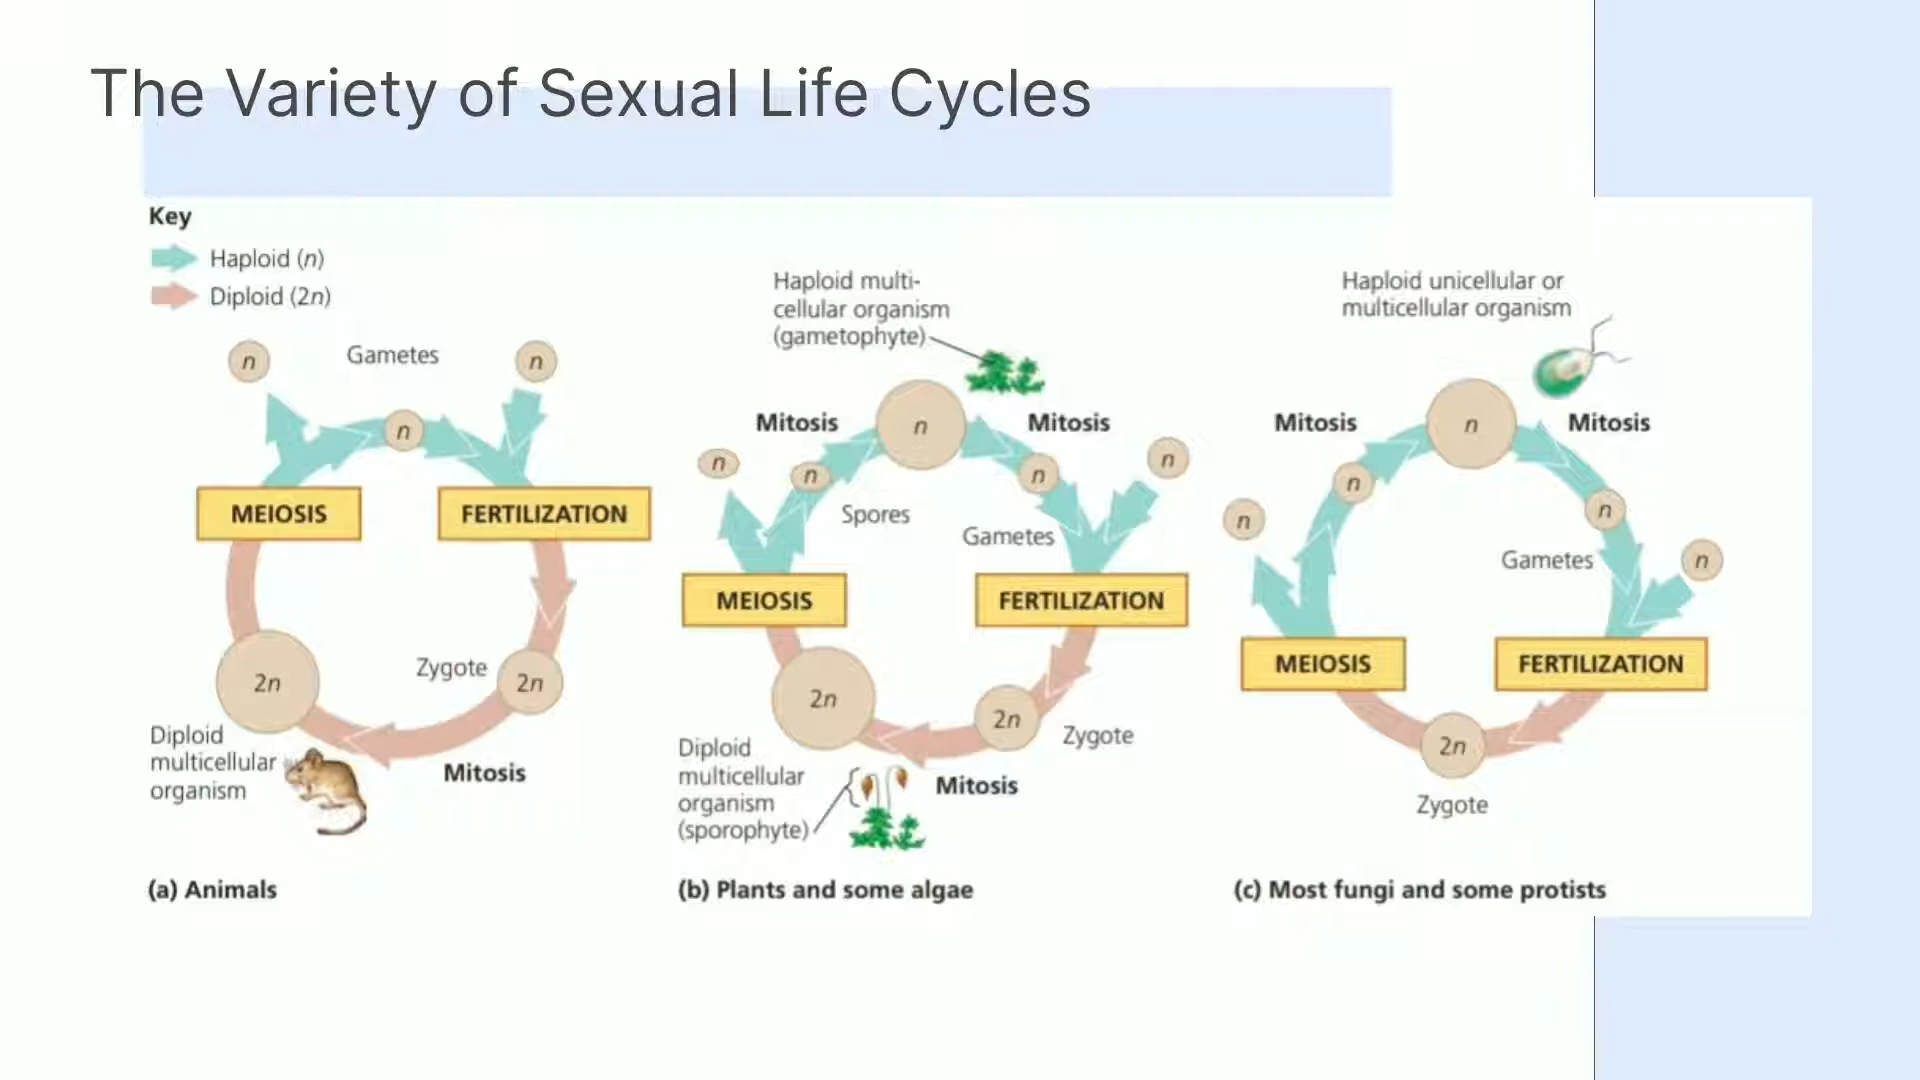 The Variety of Sexual Life Cycles
Key
Haploid (n)
Diploid (2n)
n
Gametes
n
n
MEIOSIS
FERTILIZATION
2n
Zygote
2n
Diploid
multicellular
organism
Mitosis
(a) Animals
Haploid multi-
cellular organism
(gametophyte)
Mitosis
n
Mitosis
n
n
n
n
Spores
Gametes
MEIOSIS
FERTILIZATION
2n
2n
Zygote
Diploid
multicellular
organism
(sporophyte)
Mitosis
(b) Plants and some algae
Haploid unicellular or
multicellular organism
Mitosis
n
Mitosis
n
n
n
Gametes
n
MEIOSIS
FERTILIZATION
2n
Zygote
(c) Most fungi and some protists